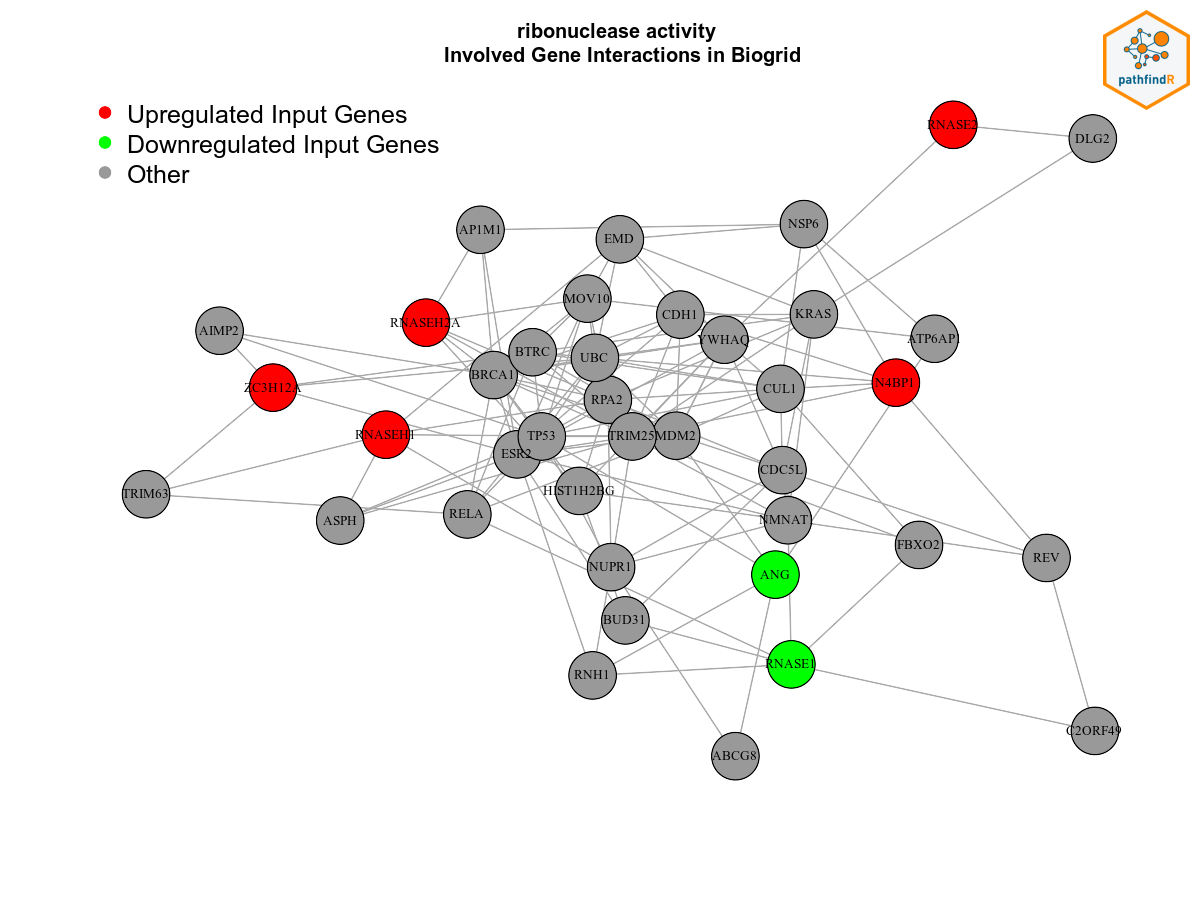 ribonuclease activity
Involved Gene Interactions in Biogrid
pathfindR
Upregulated Input Genes
Downregulated Input Genes
Other
RNASE2
DLG2
NSP6
AP1M1
EMD
MOV10
CDH1
KRAS
RNASEH2A
AIMP2
YWHAQ
ATP6AP1
BTRC
UBC
BRCA1
N4BP1
ZC3H12A
CUL1
RPA2
RNASEH1
TP53
TRIM25
MDM2
ESR2
CDC5L
HIST1H2BG
TRIM63
ASPH
RELA
NMNAT1
FBXO2
REV
NUPR1
ANG
BUD31
RNH1
RNASE1
C2ORF49
ABCG8